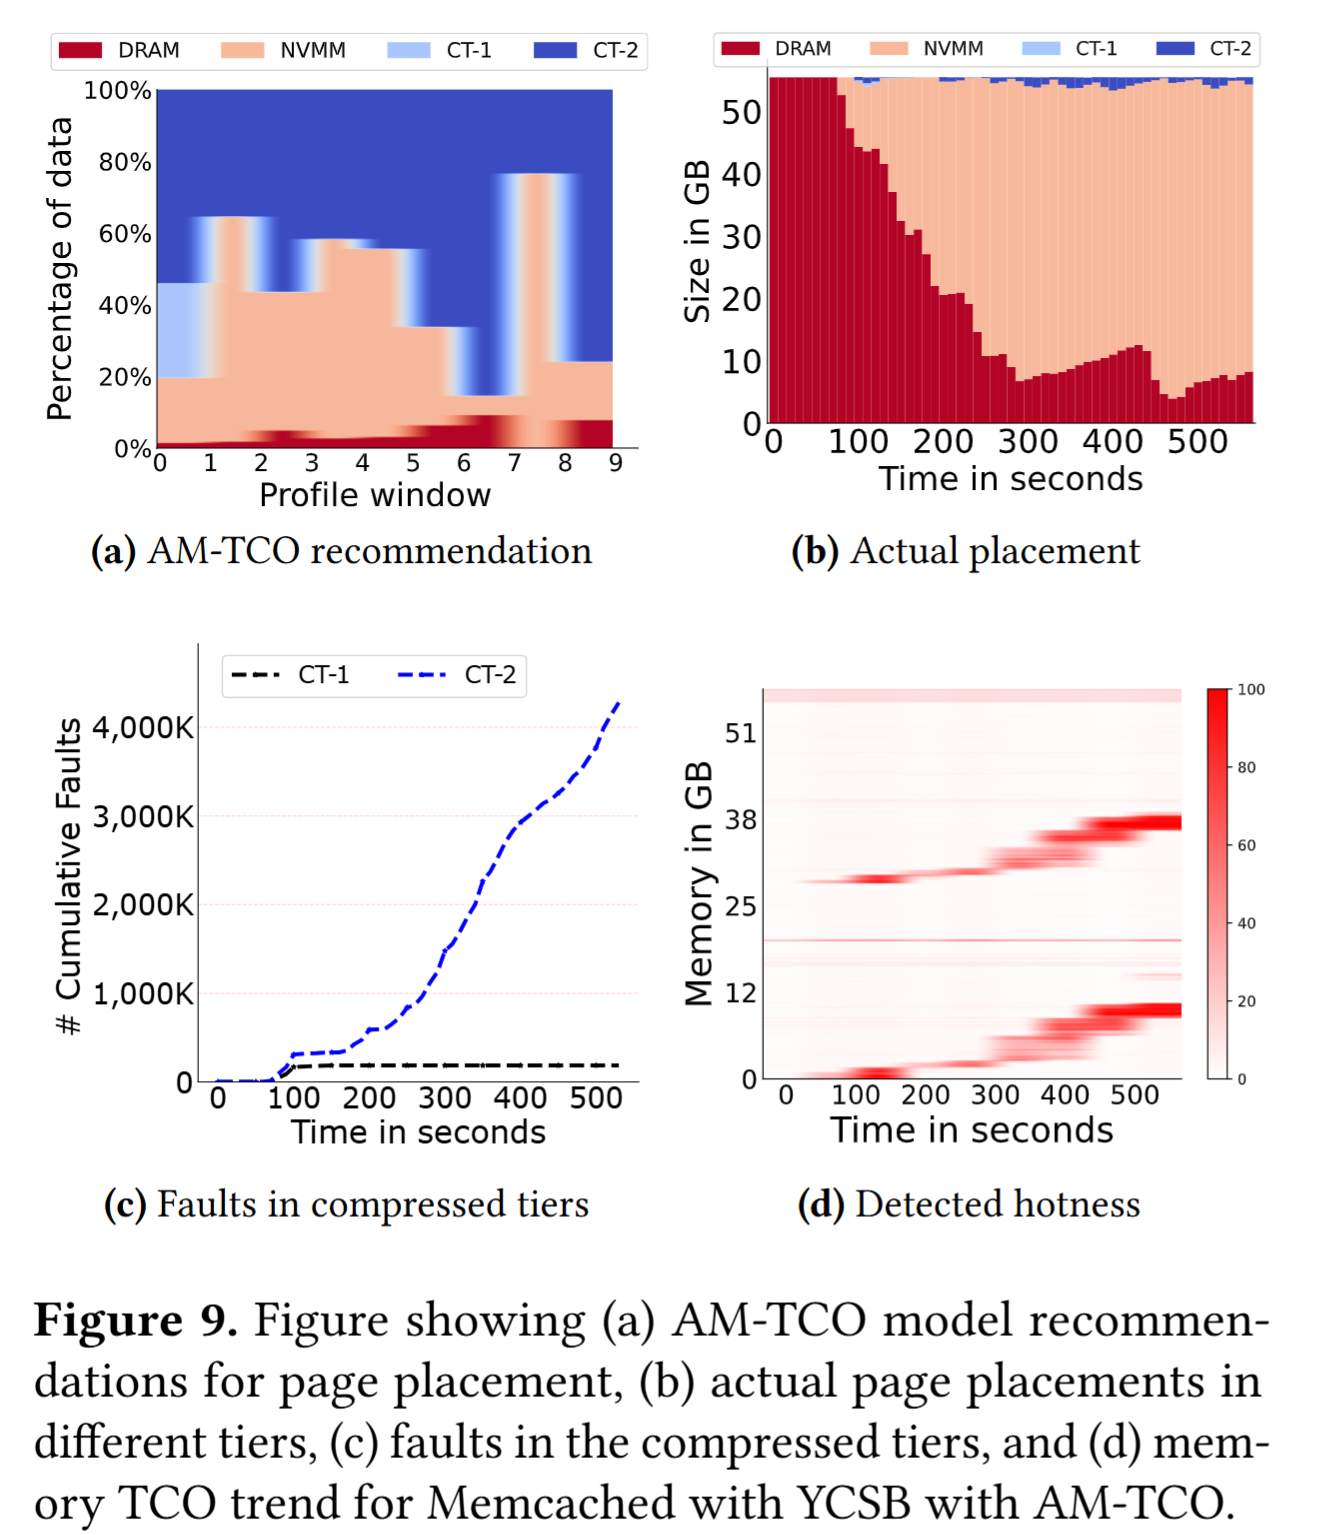 DRAM NVMM CT-1 CT-2
100%
80%
60%
40%
20%
0%
Percentage of data
0 1 2 3 4 5 6 7 8 9
Profile window
(a) AM-TCO recommendation
DRAM NVMM CT-1 CT-2
50
40
30
20
10
0
Size in GB
0 100 200 300 400 500
Time in seconds
(b) Actual placement
CT-1 CT-2
4,000K
3,000K
2,000K
1,000K
0
# Cumulative Faults
0 100 200 300 400 500
Time in seconds
(c) Faults in compressed tiers
51
38
25
12
0
Memory in GB
0 100 200 300 400 500
Time in seconds
100
80
60
40
20
0
(d) Detected hotness
Figure 9. Figure showing (a) AM-TCO model recommen-
dations for page placement, (b) actual page placements in
different tiers, (c) faults in the compressed tiers, and (d) mem-
ory TCO trend for Memcached with YCSB with AM-TCO.